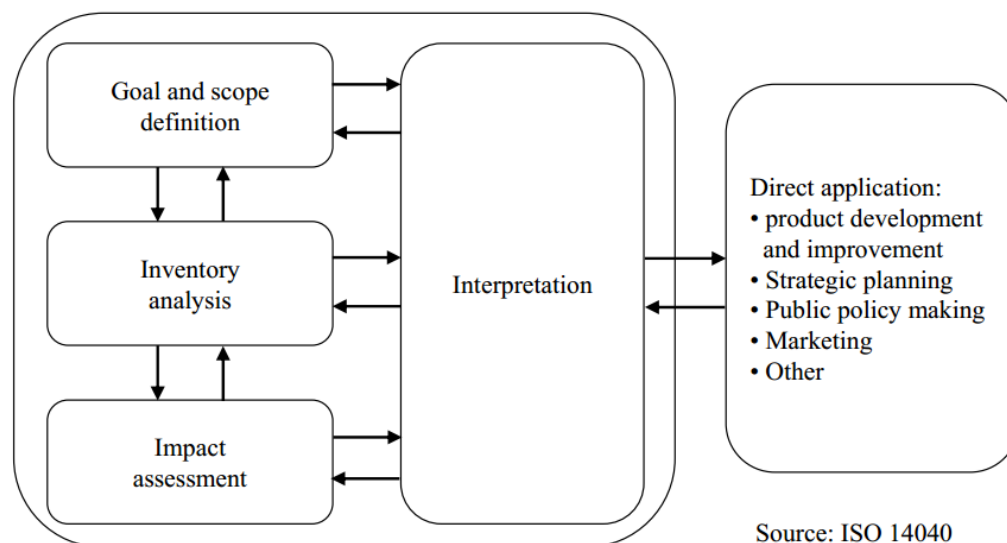 Goal and scope
definition
Inventory
analysis
Impact
assessment
Interpretation
Direct application:
• product development
and improvement
• Strategic planning
• Public policy making
• Marketing
• Other
Source: ISO 14040